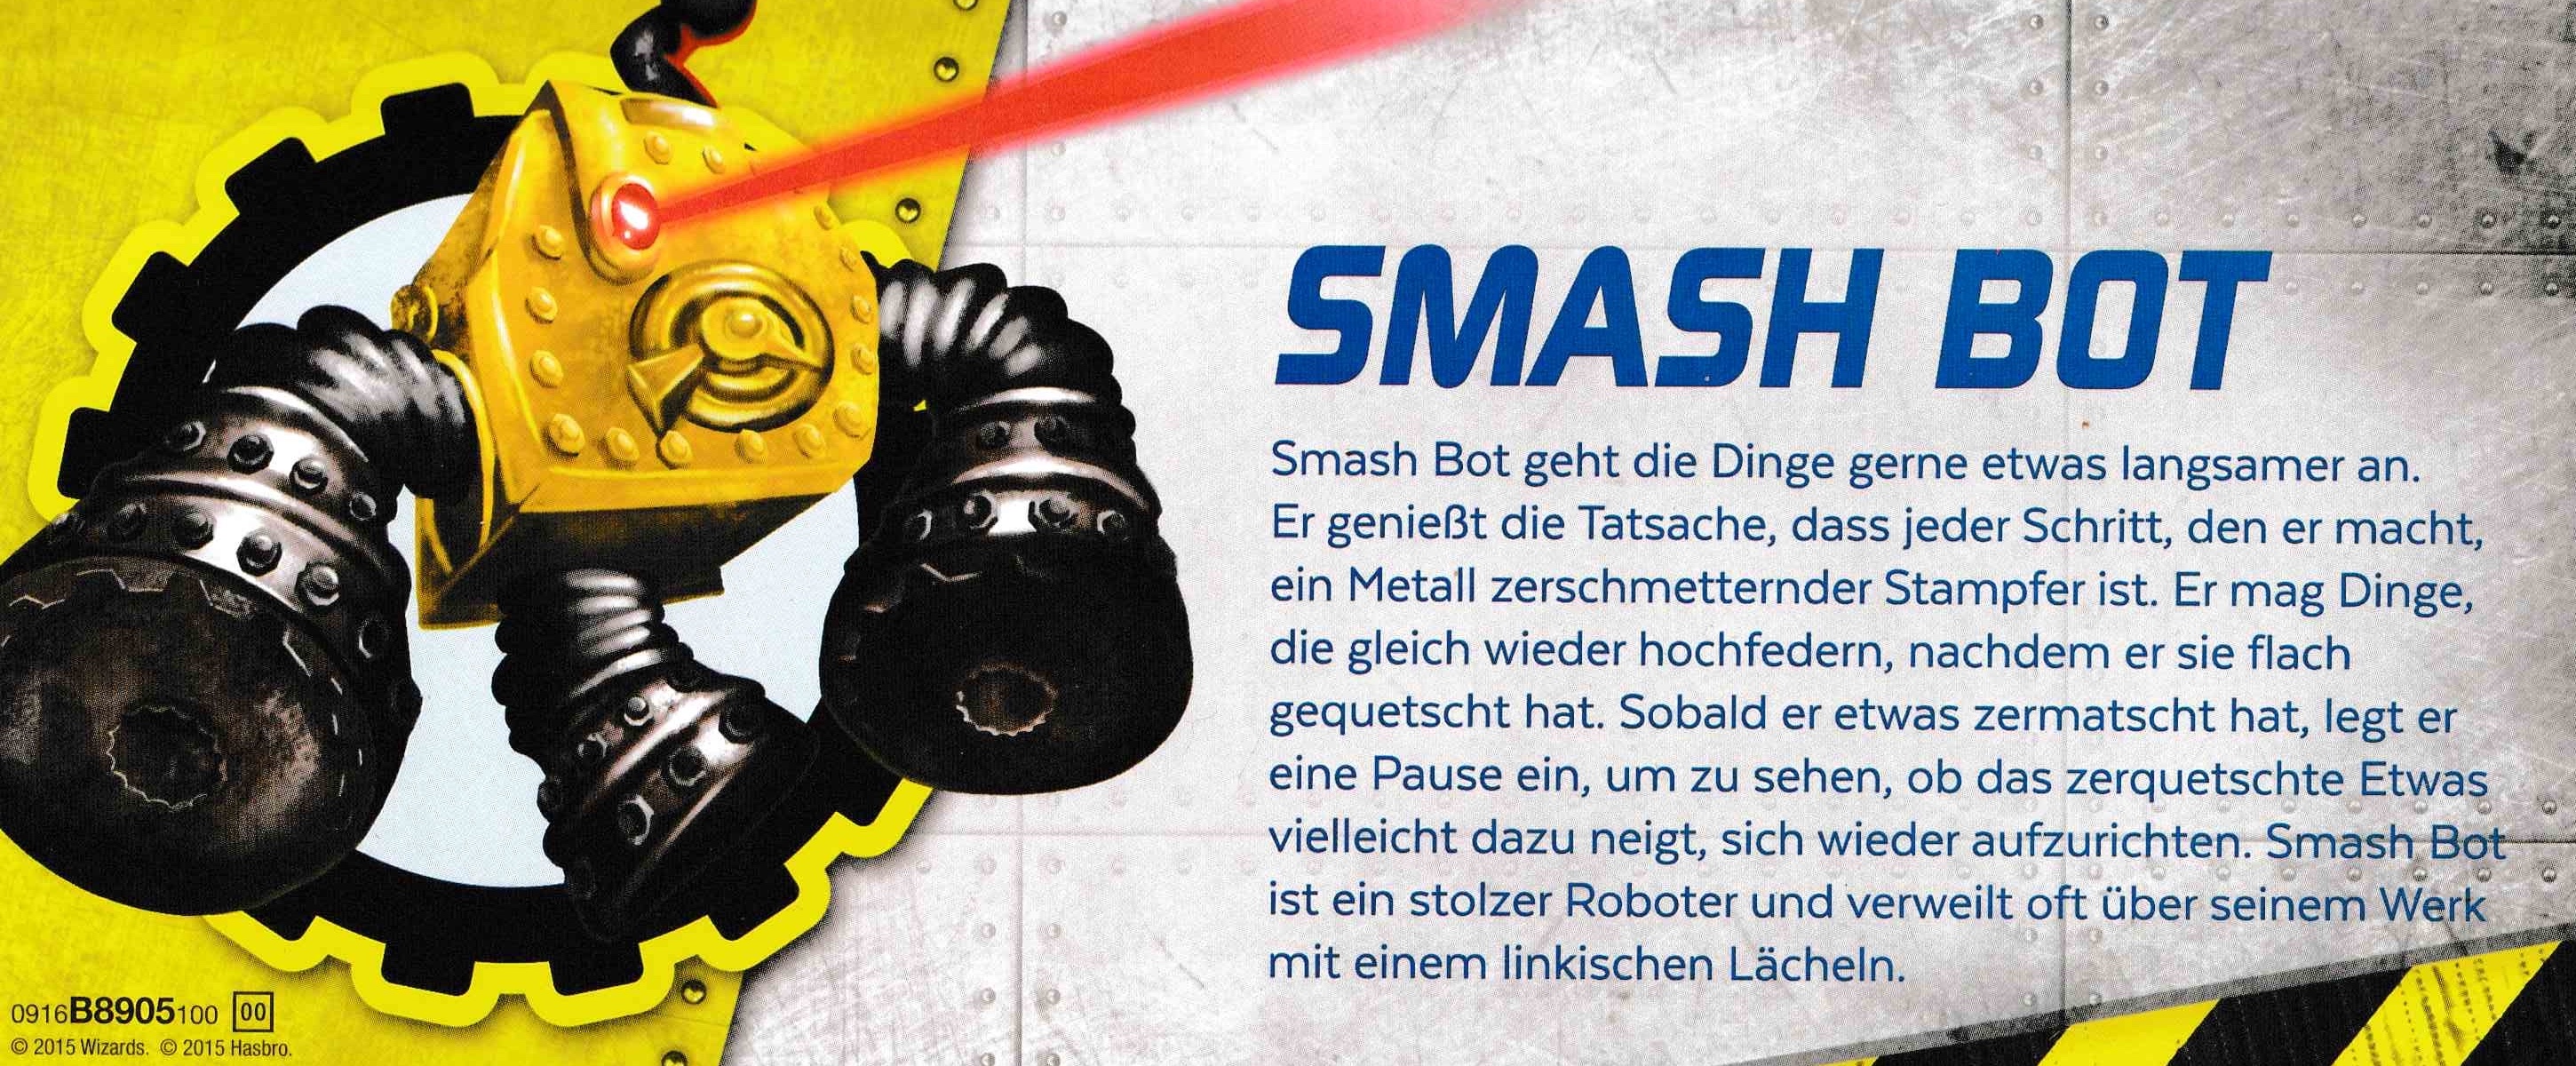 SMASH BOT
Smash Bot geht die Dinge gerne etwas langsamer an.
Er genießt die Tatsache, dass jeder Schritt, den er macht,
ein Metall zerschmetternder Stampfer ist. Er mag Dinge,
die gleich wieder hochfedern, nachdem er sie flach
gequetscht hat. Sobald er etwas zermatscht hat, legt er
eine Pause ein, um zu sehen, ob das zerquetschte Etwas
vielleicht dazu neigt, sich wieder aufzurichten. Smash Bot
ist ein stolzer Roboter und verweilt oft über seinem Werk
mit einem linkischen Lächeln.
0916B8905100 00
© 2015 Wizards. © 2015 Hasbro.